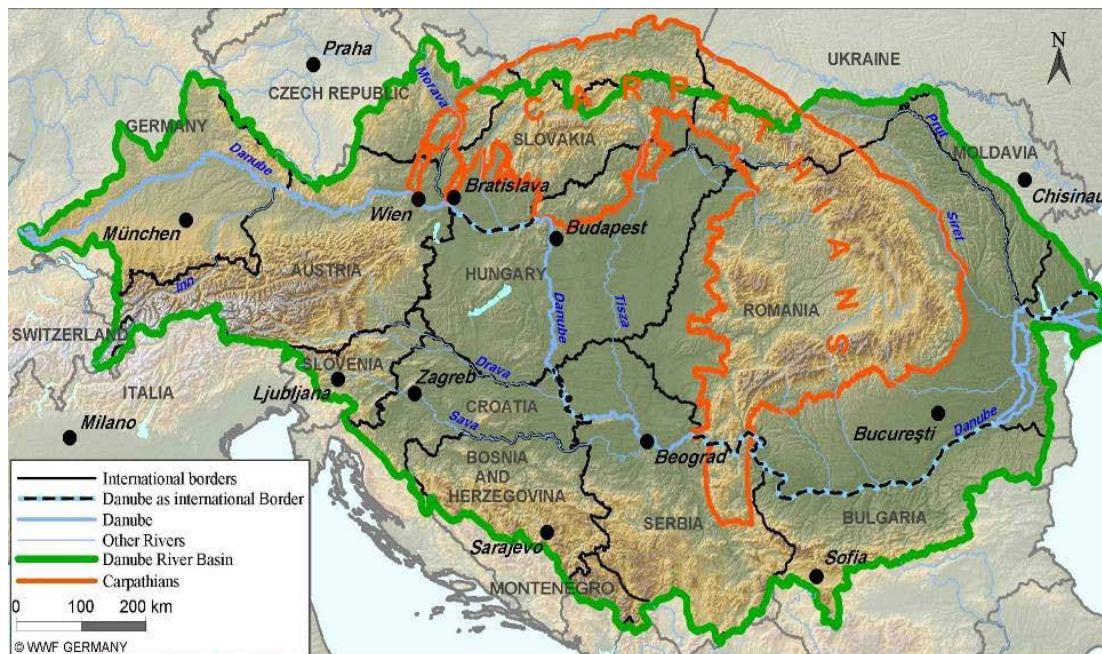 Praha
CZECH REPUBLIC
Morava
UKRAINE
N
CARPATHIANS
GERMANY
SLOVAKIA
Prut
MOLDAVIA
Danube
Chisinau
Bratislava
Wien
München
Budapest
Siret
AUSTRIA
HUNGARY
Inn
Danube
Tisza
ROMANIA
SWITZERLAND
SLOVENIA
Drava
ITALIA
Ljubljana
Zagreb
CROATIA
Milano
Sava
Bucureşti
Danube
Beograd
BOSNIA
AND
HERZEGOVINA
SERBIA
BULGARIA
Sarajevo
Sofia
MONTENEGRO
International borders
Danube as international Border
Danube
Other Rivers
Danube River Basin
Carpathians
0 100 200 km
© WWF GERMANY